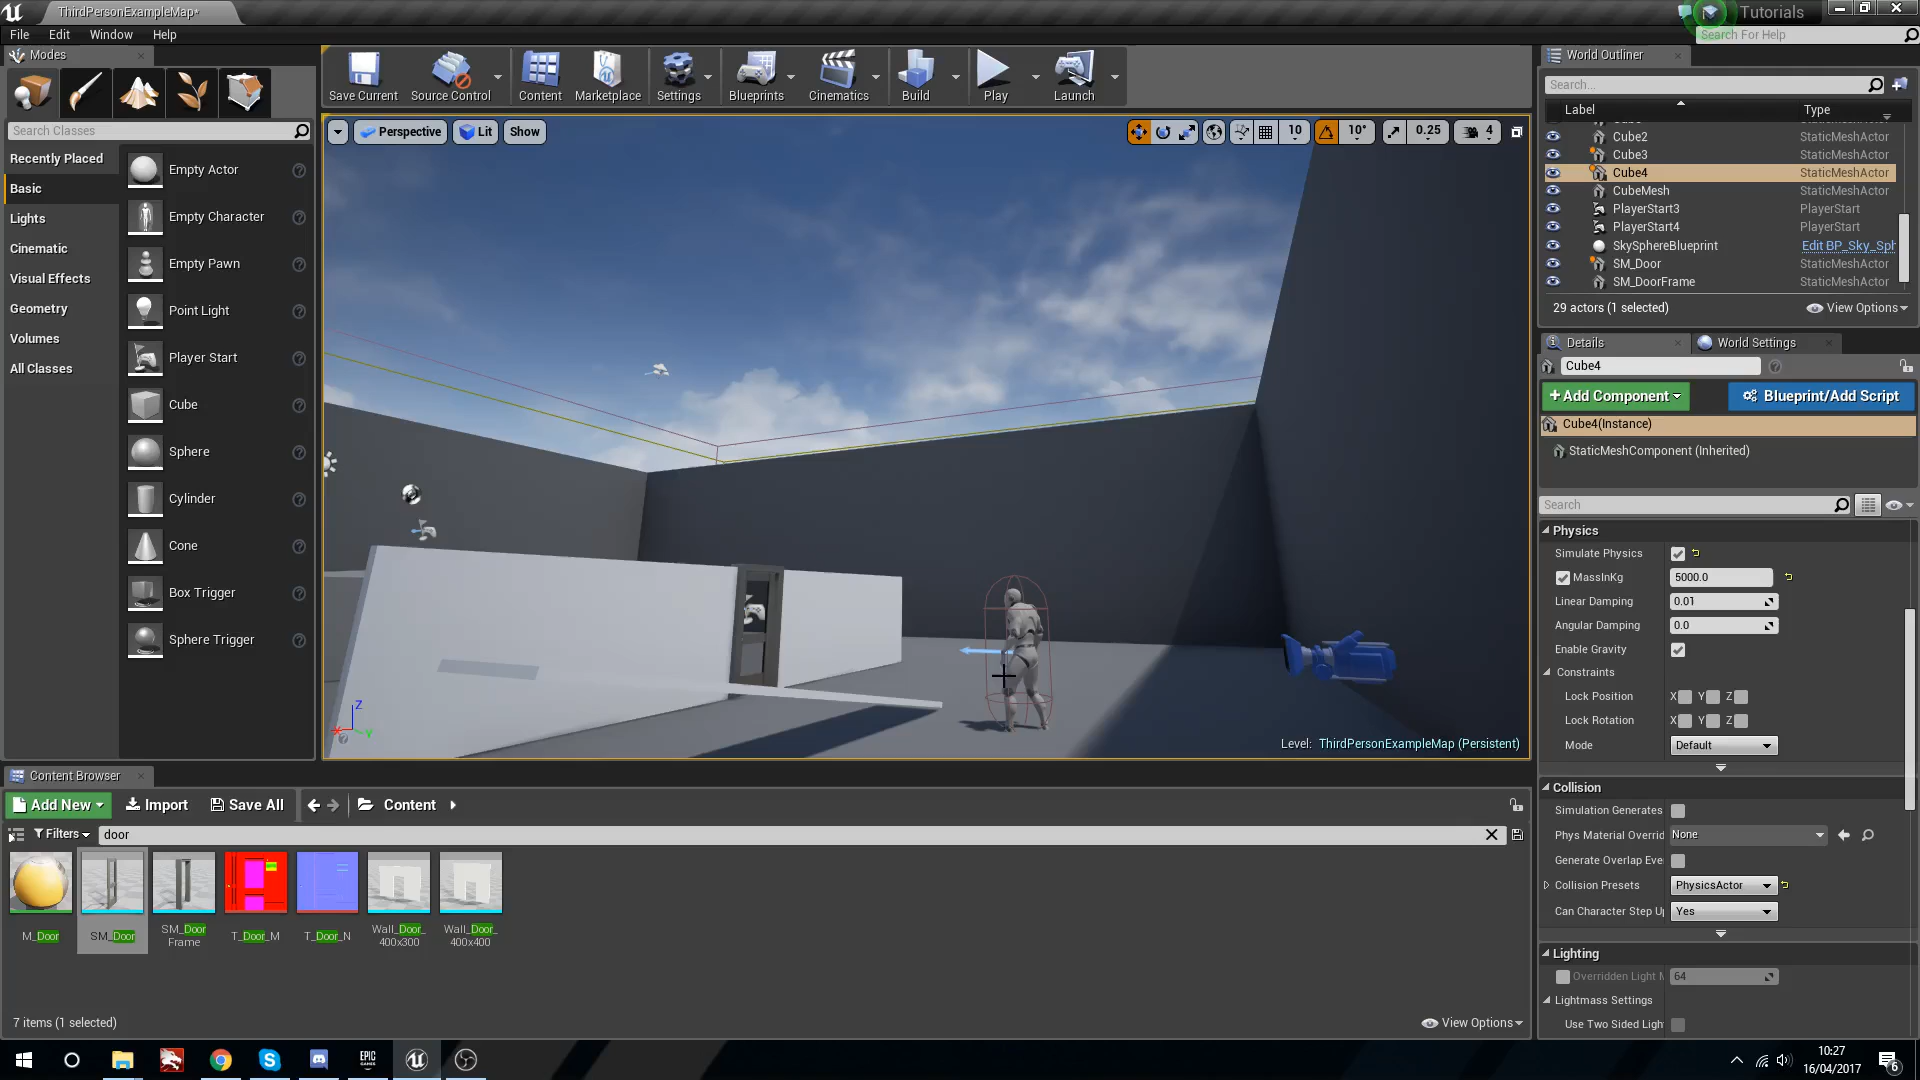 ThirdPersonExampleMap*
Tutorials
File
Edit
Window
Help
Search For Help
Modes
Search Classes
Recently Placed
Basic
Lights
Cinematic
Visual Effects
Geometry
Volumes
All Classes
Empty Actor
Empty Character
Empty Pawn
Point Light
Player Start
Cube
Sphere
Cylinder
Cone
Box Trigger
Sphere Trigger
Save Current
Source Control
Content
Marketplace
Settings
Blueprints
Cinematics
Build
Play
Launch
Perspective
Lit
Show
10
10°
0.25
4
Z
X
Y
Level: ThirdPersonExampleMap (Persistent)
World Outliner
Search...
Label
Type
Cube2
StaticMeshActor
Cube3
StaticMeshActor
Cube4
StaticMeshActor
CubeMesh
StaticMeshActor
PlayerStart3
PlayerStart
PlayerStart4
PlayerStart
SkySphereBlueprint
Edit BP_Sky_Sph
SM_Door
StaticMeshActor
SM_DoorFrame
StaticMeshActor
29 actors (1 selected)
View Options
Details
World Settings
Cube4
+Add Component
Blueprint/Add Script
Cube4(Instance)
StaticMeshComponent (Inherited)
Search
Physics
Simulate Physics
MassInKg
5000.0
Linear Damping
0.01
Angular Damping
0.0
Enable Gravity
Constraints
Lock Position
X
Y
Z
Lock Rotation
X
Y
Z
Mode
Default
Collision
Simulation Generates
Phys Material Overrid
None
Generate Overlap Eve
Collision Presets
PhysicsActor
Can Character Step U
Yes
Lighting
Overridden Light M
64
Lightmass Settings
Use Two Sided Ligh
Content Browser
Add New
Import
Save All
Content
Filters
door
M_Door
SM_Door
SM_Door
Frame
T_Door_M
T_Door_N
Wall_Door_
400x300
Wall_Door_
400x400
7 items (1 selected)
View Options
EPIC
GAMES
10:27
16/04/2017
6